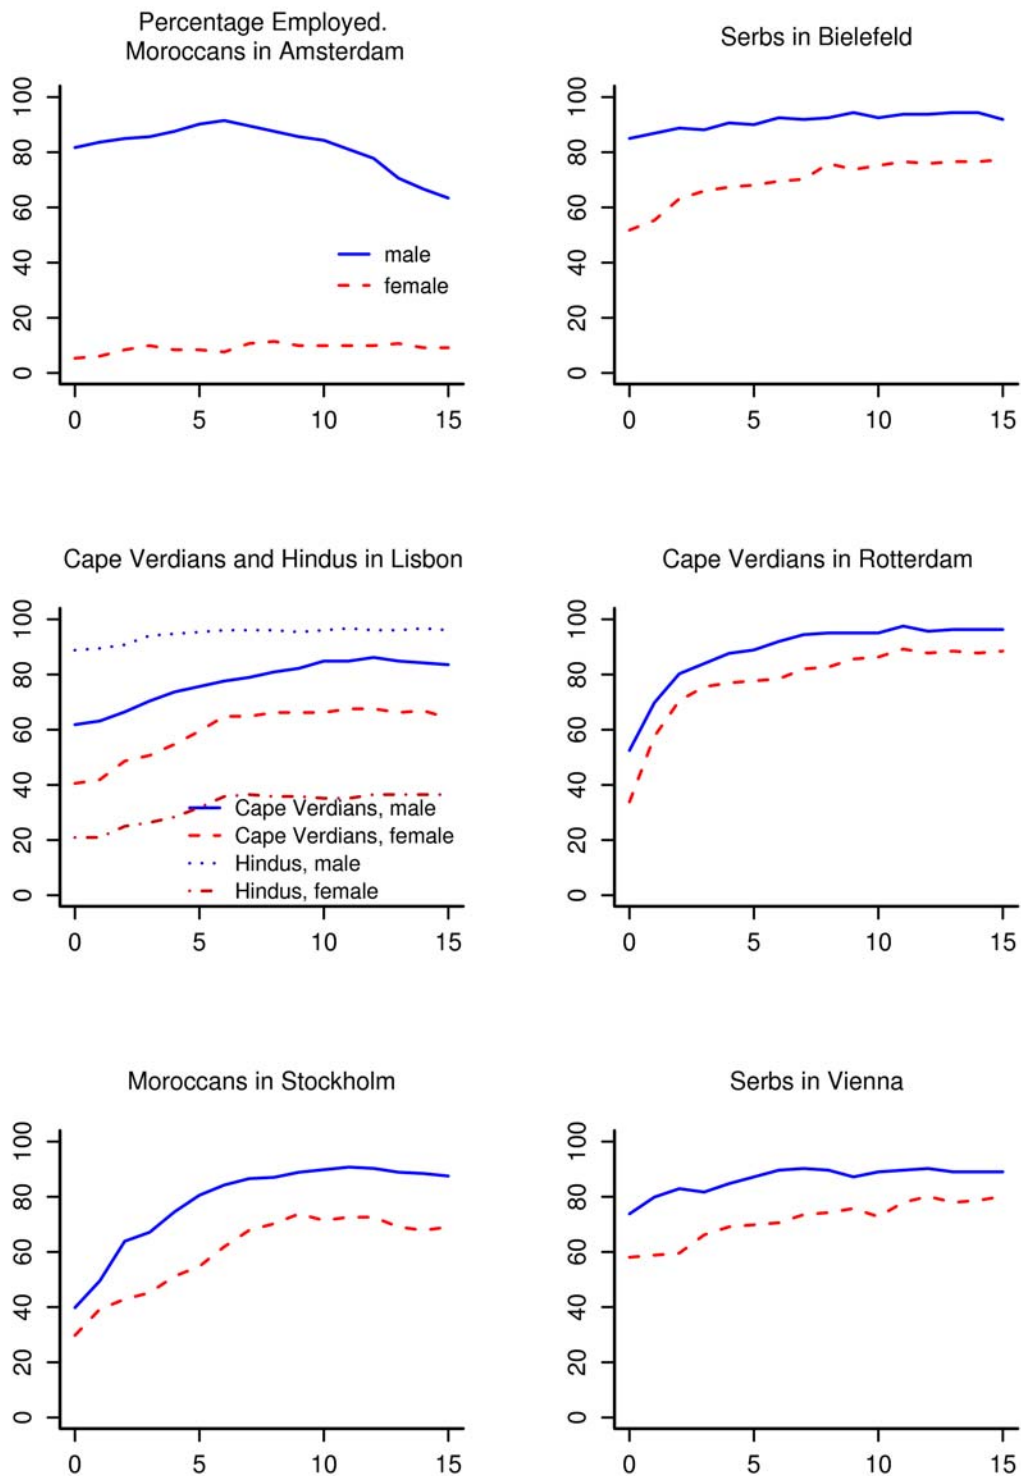 Percentage Employed.
Moroccans in Amsterdam
100
80
60
40
20
0
male
female
0 5 10 15
Serbs in Bielefeld
100
80
60
40
20
0
0 5 10 15
Cape Verdians and Hindus in Lisbon
100
80
60
40
20
0
Cape Verdians, male
Cape Verdians, female
Hindus, male
Hindus, female
0 5 10 15
Cape Verdians in Rotterdam
100
80
60
40
20
0
0 5 10 15
Moroccans in Stockholm
100
80
60
40
20
0
0 5 10 15
Serbs in Vienna
100
80
60
40
20
0
0 5 10 15